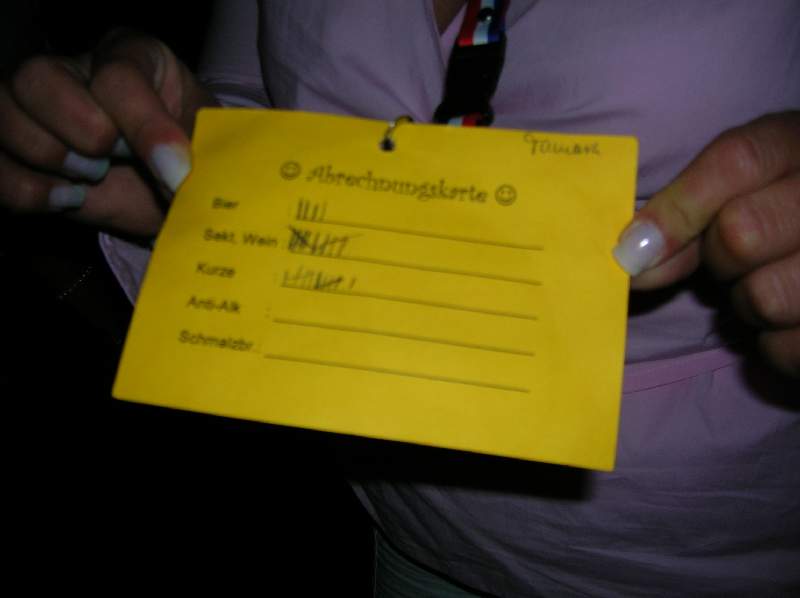 ☺ Abrechnungskarte ☺
Bier :
Sekt, Wein
Kurze :
Anti-Alk :
Schmalzbr.: